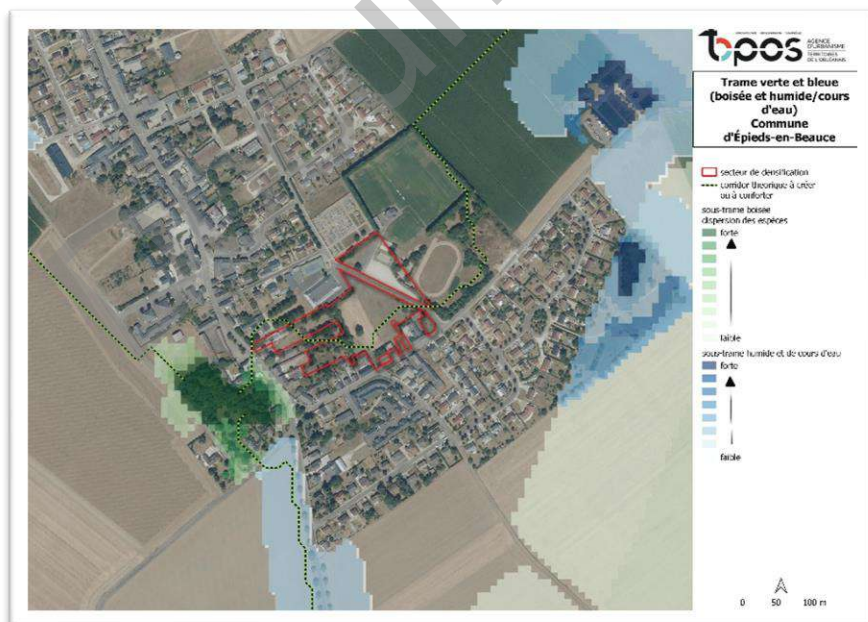 topos
AGENCE
D'URBANISME
TERRITOIRES
DE L'ORLÉANAIS
Trame verte et bleue
(boisée et humide/cours
d'eau)
Commune
d'Épieds-en-Beauce
secteur de densification
corridor théorique à créer
ou à conforter
sous-trame boisée
dispersion des espèces
forte
faible
sous-trame humide et de cours d'eau
forte
faible
0 50 100 m